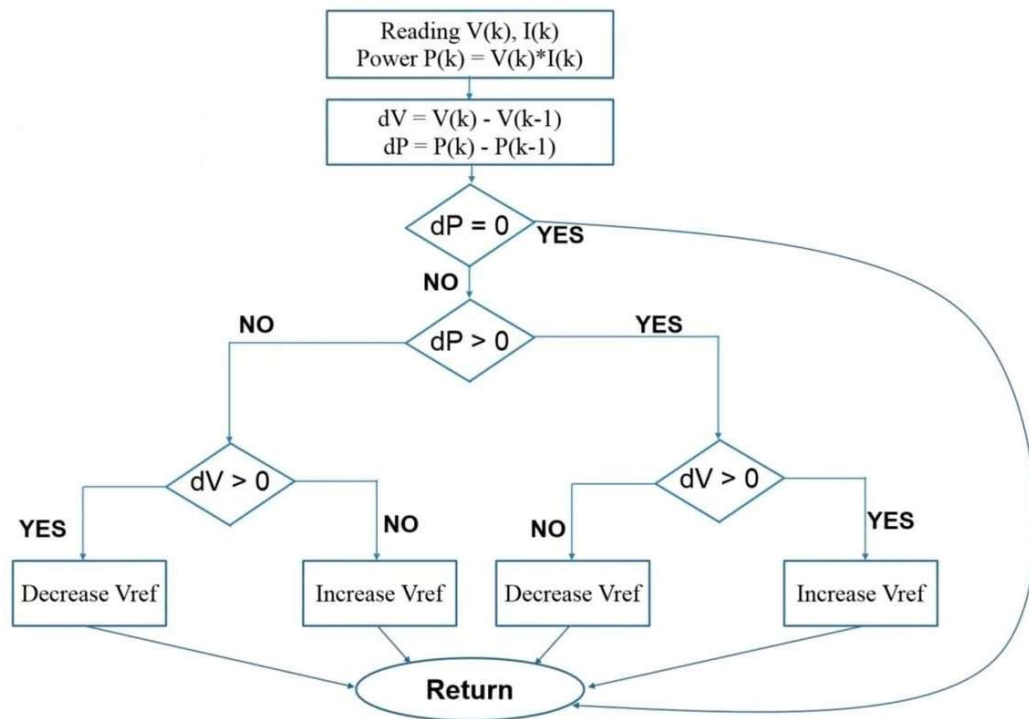 Reading V(k), I(k)
Power P(k) = V(k)*I(k)
dV = V(k) - V(k-1)
dP = P(k) - P(k-1)
dP = 0
YES
NO
NO
dP > 0
YES
dV > 0
dV > 0
YES
NO
NO
YES
Decrease Vref
Increase Vref
Decrease Vref
Increase Vref
Return